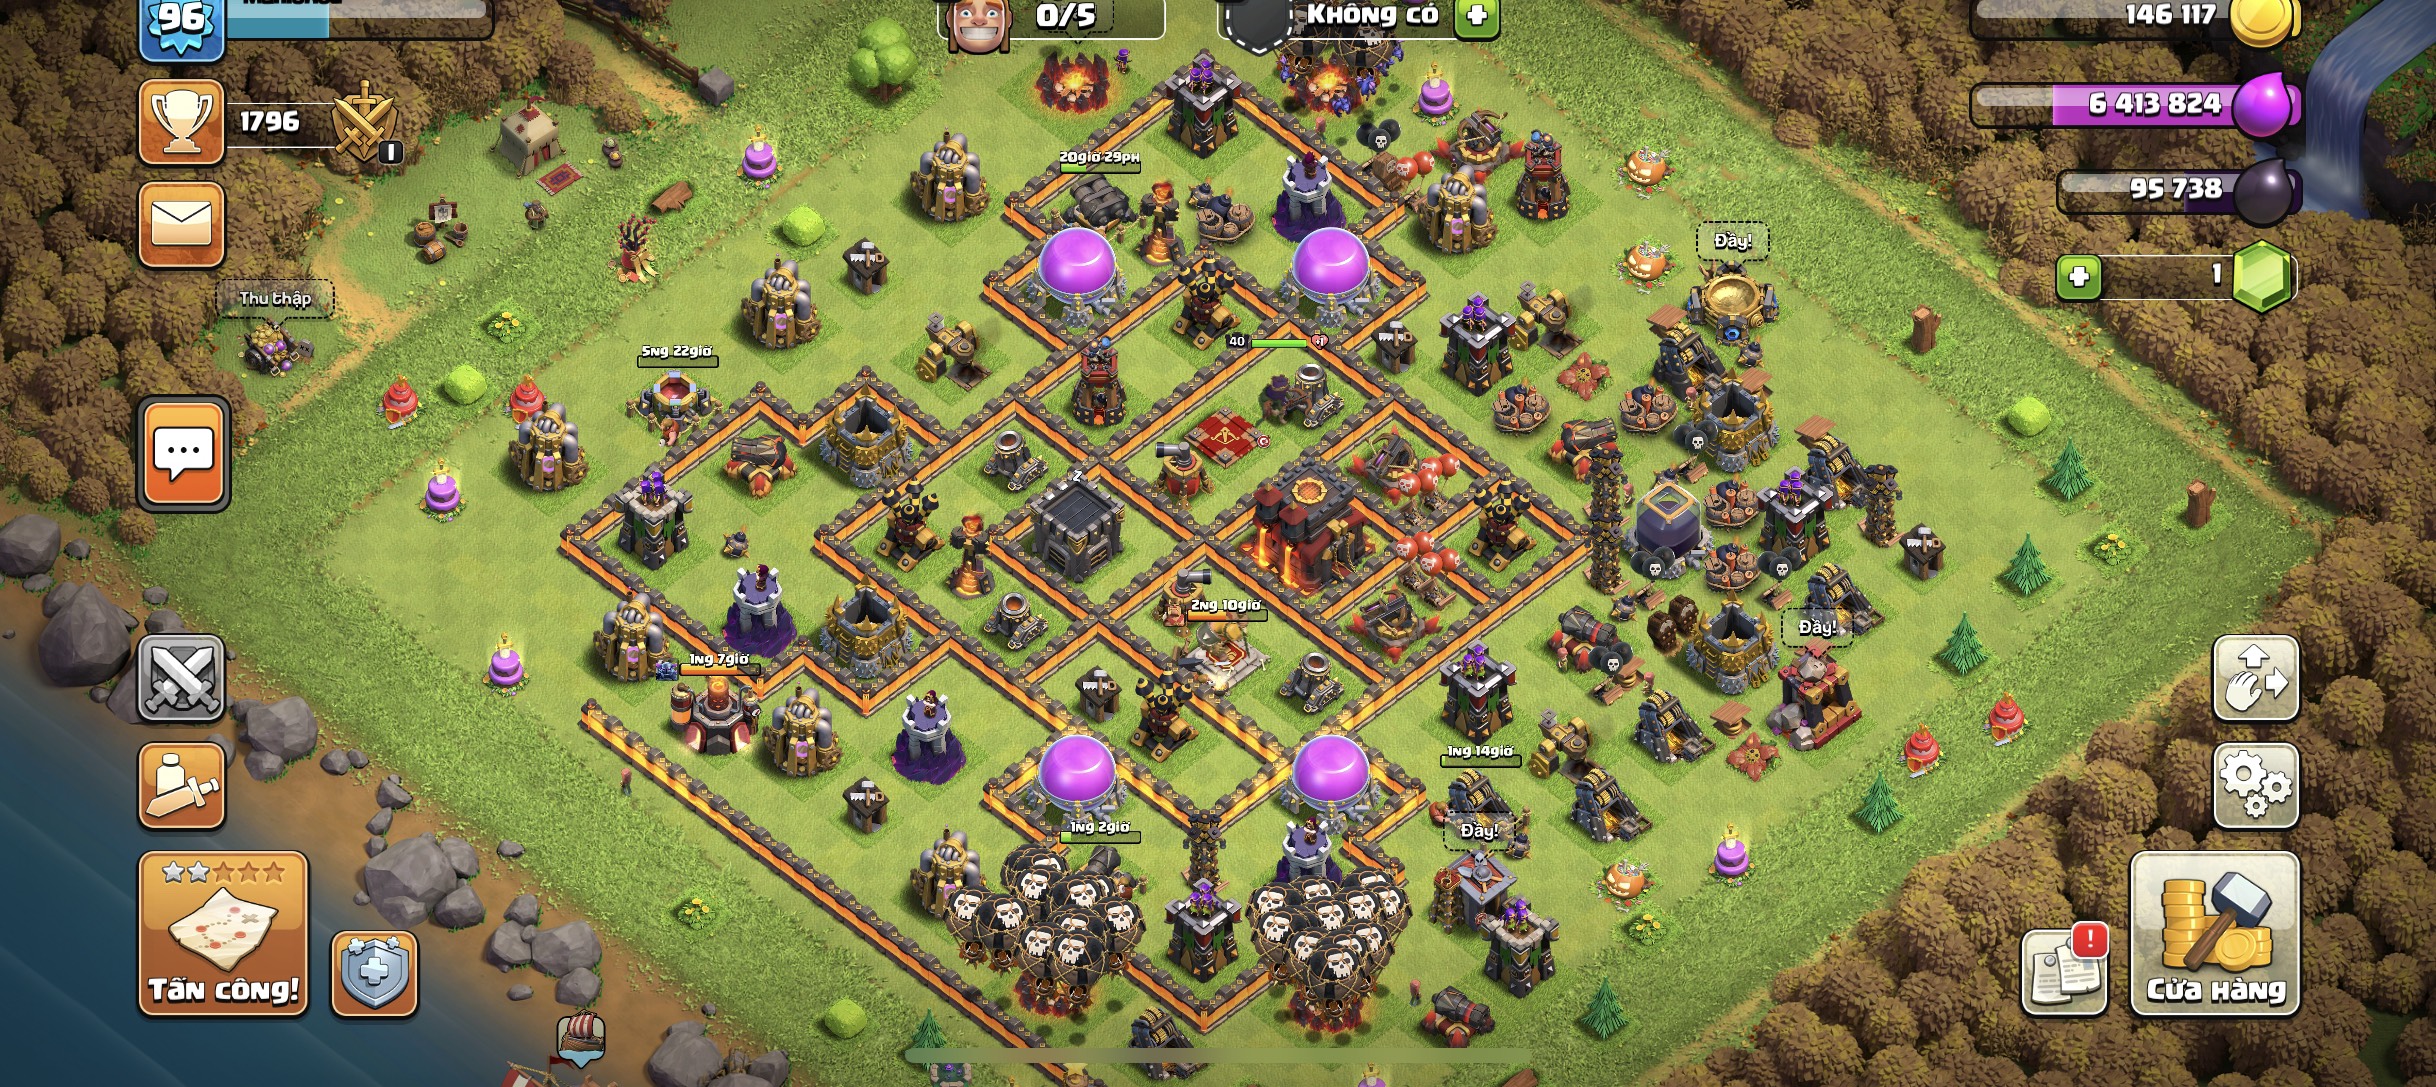 96
0/5
Không có
146 117
1796
I
6 413 824
20giờ 29ph
95 738
Đầy!
1
Thu thập
40
5ng 22giờ
Z
2ng 10giờ
Đầy!
1ng 7giờ
1ng 14giờ
1ng 2giờ
Đầy!
Tấn công!
!
Cửa hàng